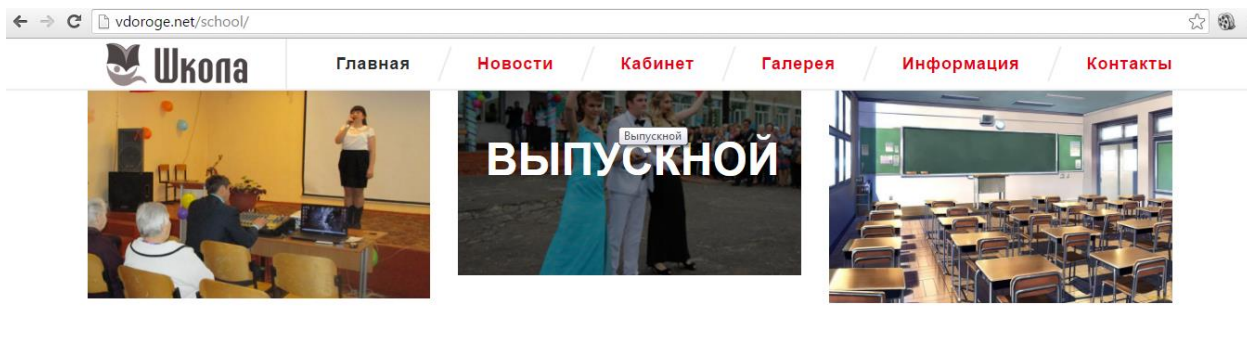 vdoroge.net/school/
Школа Главная Новости Кабинет Галерея Информация Контакты
Выпускной
ВЫПУСКНОЙ